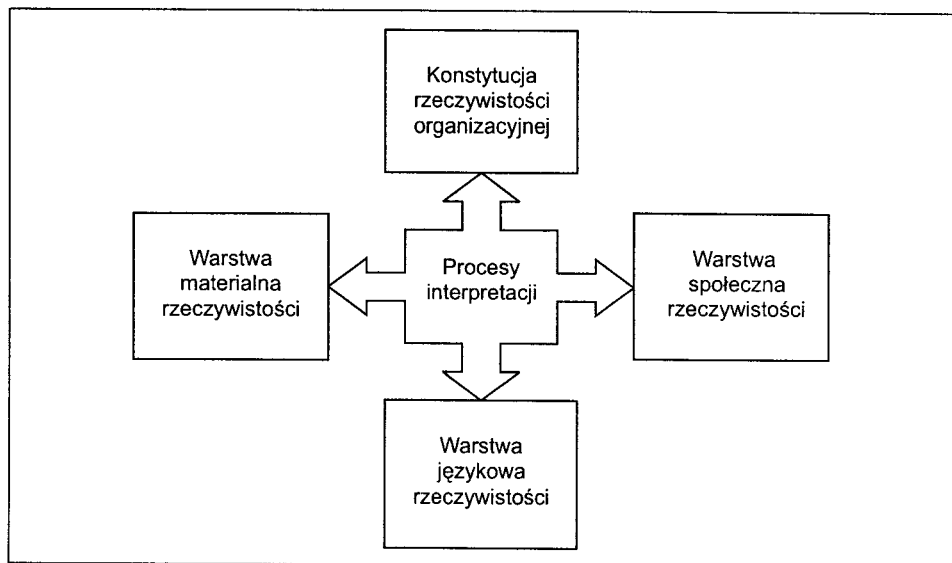 Konstytucja
rzeczywistości
organizacyjnej
Warstwa
materialna
rzeczywistości
Procesy
interpretacji
Warstwa
społeczna
rzeczywistości
Warstwa
językowa
rzeczywistości